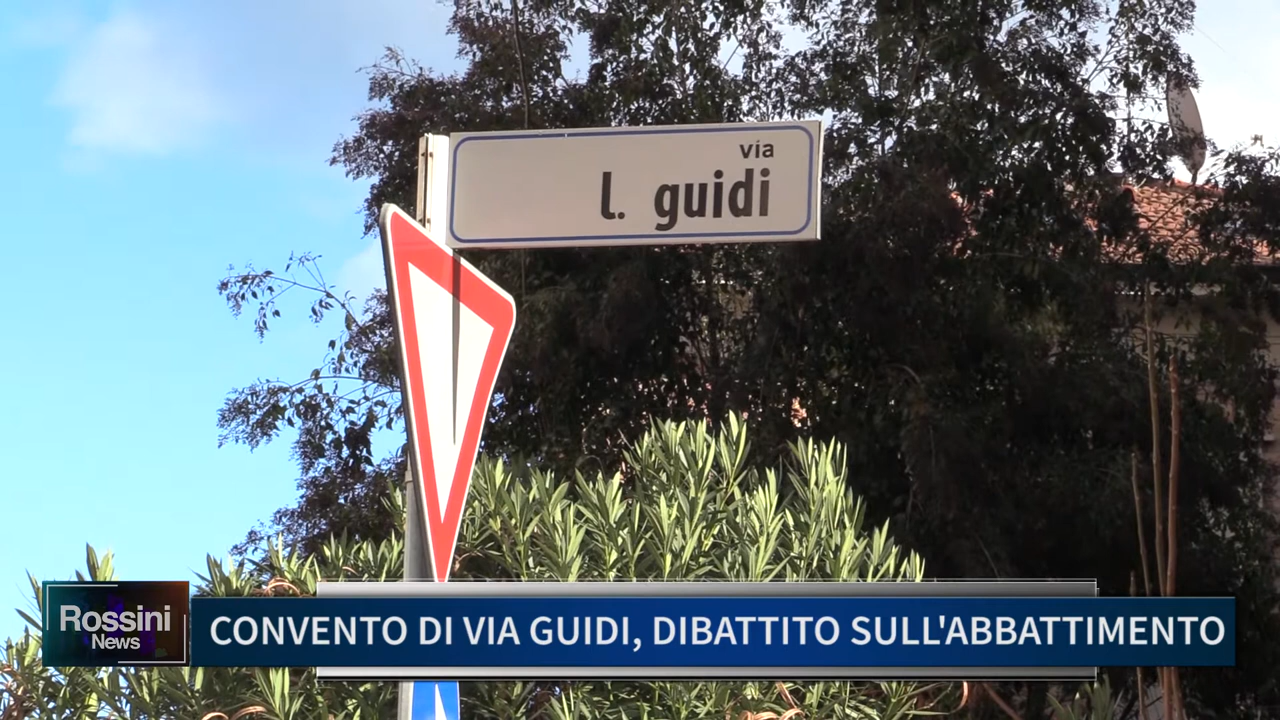 via
l. guidi
Rossini
News
CONVENTO DI VIA GUIDI, DIBATTITO SULL'ABBATTIMENTO